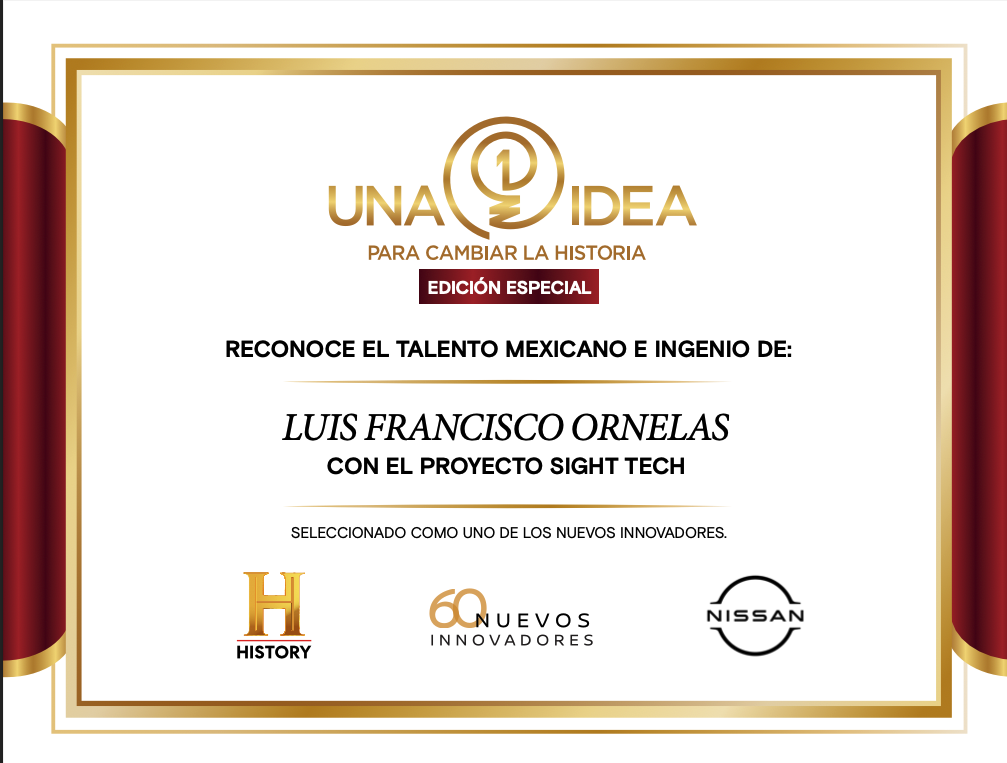 UNA IDEA
PARA CAMBIAR LA HISTORIA
EDICIÓN ESPECIAL
RECONOCE EL TALENTO MEXICANO E INGENIO DE:
LUIS FRANCISCO ORNELAS
CON EL PROYECTO SIGHT TECH
SELECCIONADO COMO UNO DE LOS NUEVOS INNOVADORES.
H
HISTORY
60 NUEVOS
INNOVADORES
NISSAN